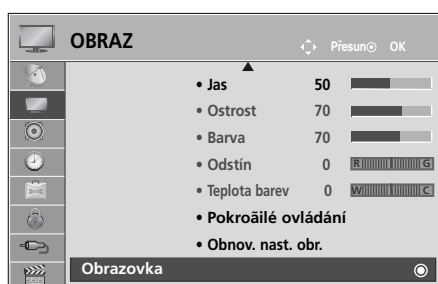 OBRAZ Přesun OK
• Jas 50
• Ostrost 70
• Barva 70
• Odstín 0 R G
• Teplota barev 0 W C
• Pokroãilé ovládání
• Obnov. nast. obr.
Obrazovka